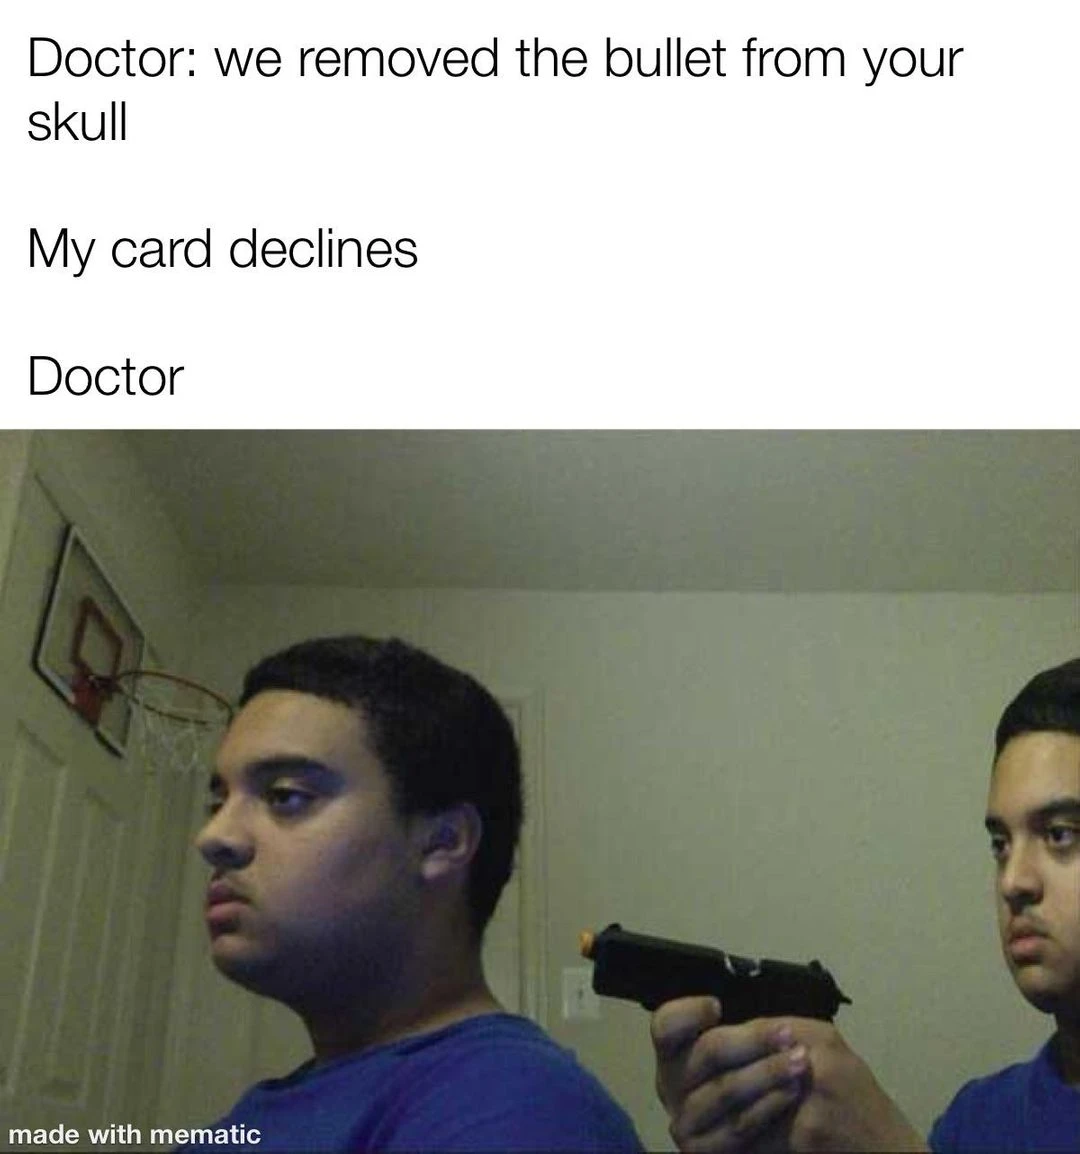 Doctor: we removed the bullet from your
skull
My card declines
Doctor
made with mematic